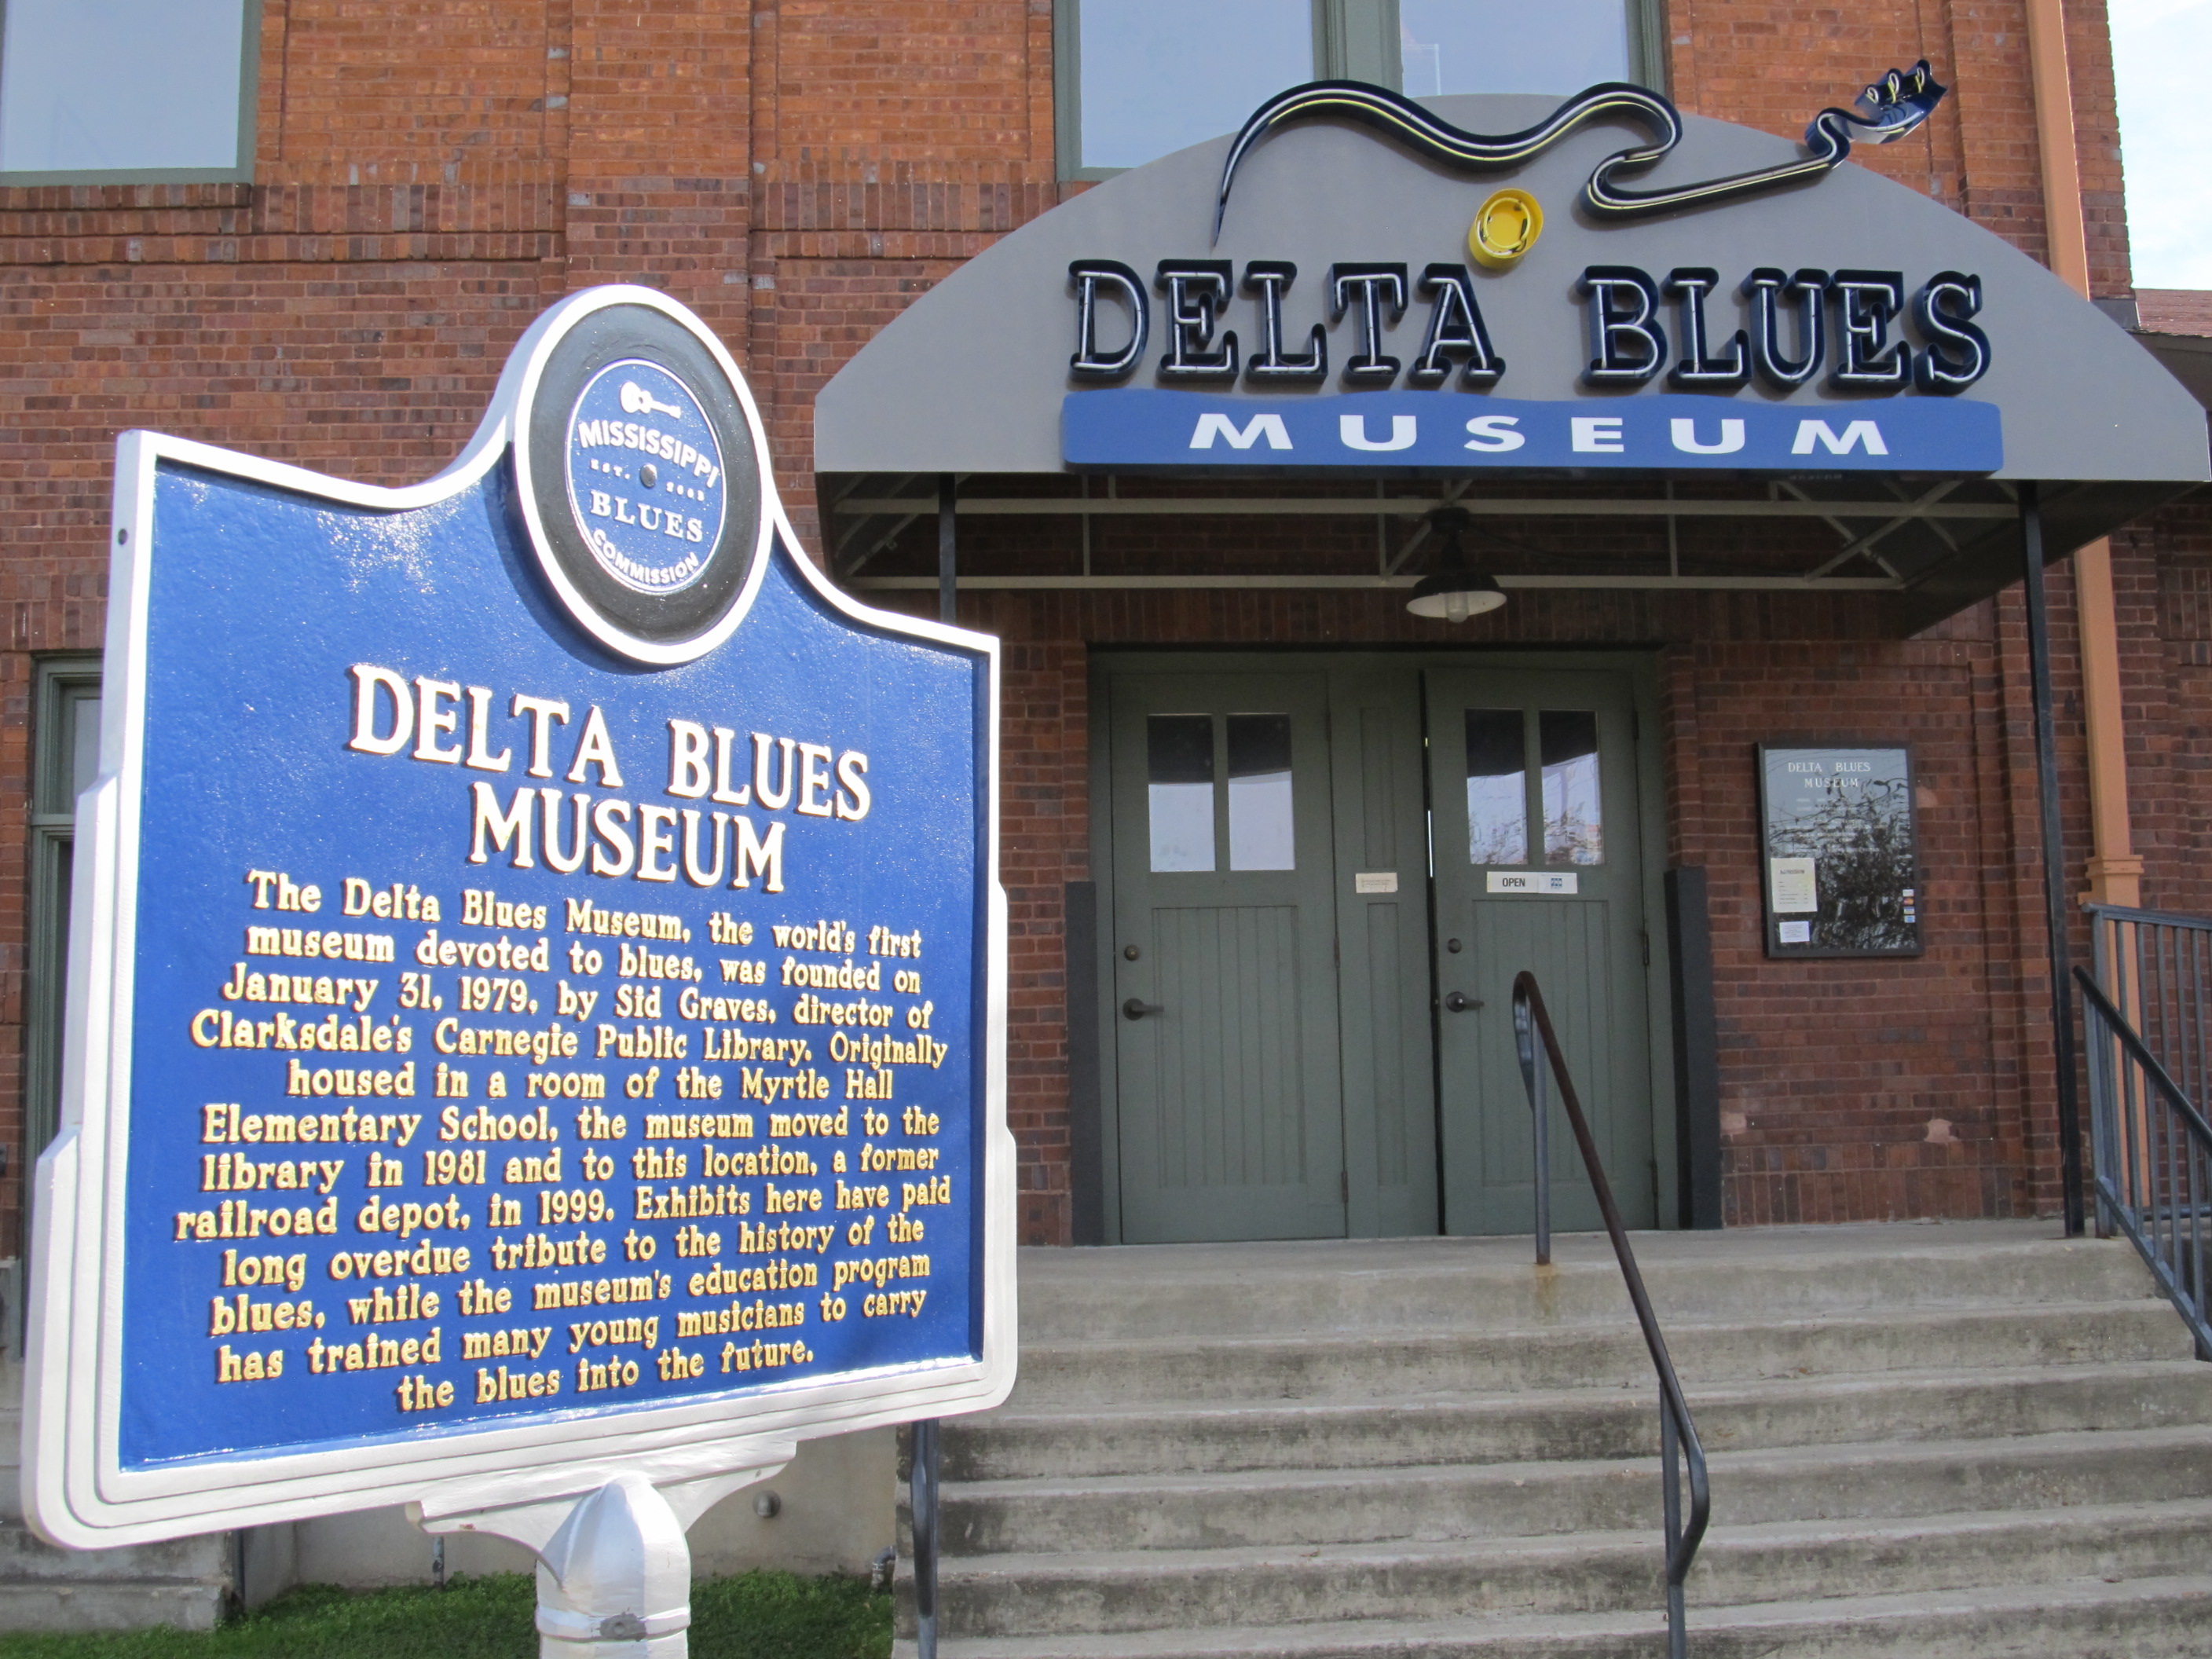 MISSISSIPPI
EST. 2003
BLUES
COMMISSION
DELTA BLUES
MUSEUM
The Delta Blues Museum, the world's first
museum devoted to blues, was founded on
January 31, 1979, by Sid Graves, director of
Clarksdale's Carnegie Public Library. Originally
housed in a room of the Myrtle Hall
Elementary School, the museum moved to the
library in 1981 and to this location, a former
railroad depot, in 1999. Exhibits here have paid
long overdue tribute to the history of the
blues, while the museum's education program
has trained many young musicians to carry
the blues into the future.
DELTA BLUES
MUSEUM
OPEN
DELTA BLUES
MUSEUM